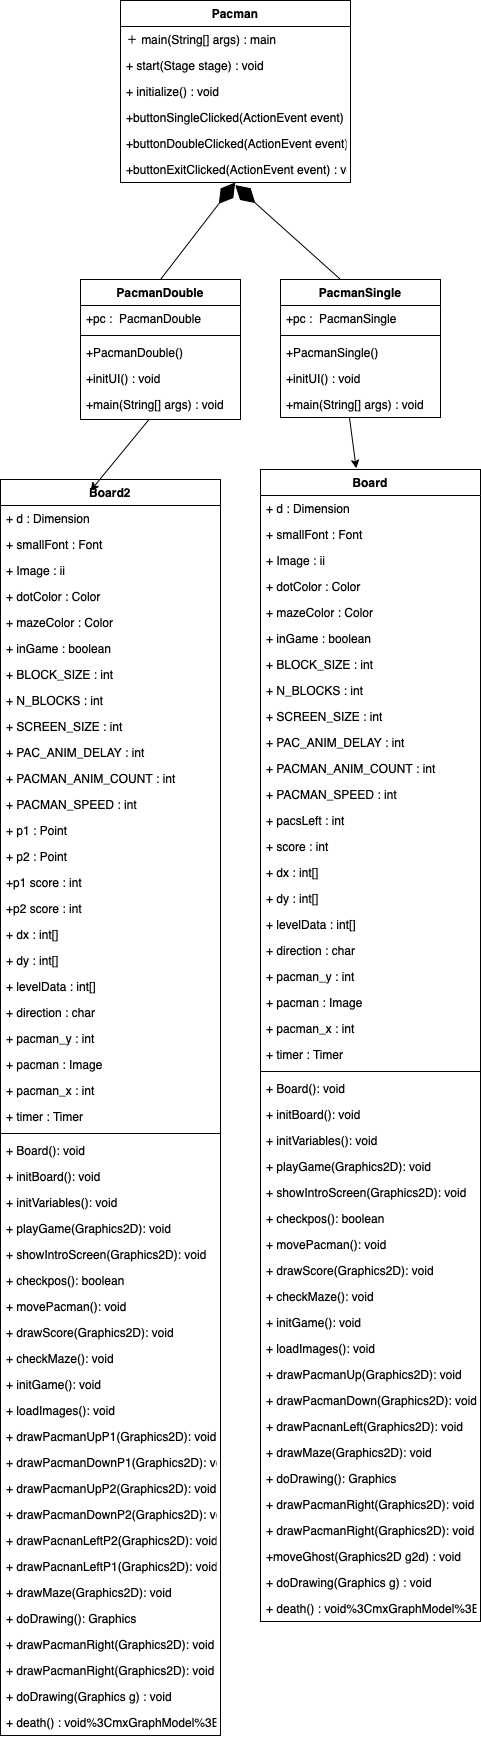 Pacman
+ main(String[] args) : main
+ start(Stage stage) : void
+ initialize() : void
+buttonSingleClicked(ActionEvent event)
+buttonDoubleClicked(ActionEvent event)
+buttonExitClicked(ActionEvent event) : v
PacmanDouble
+pc : PacmanDouble
+PacmanDouble()
+initUI() : void
+main(String[] args) : void
PacmanSingle
+pc : PacmanSingle
+PacmanSingle()
+initUI() : void
+main(String[] args) : void
Board2
+ d : Dimension
+ smallFont : Font
+ Image : ii
+ dotColor : Color
+ mazeColor : Color
+ inGame : boolean
+ BLOCK_SIZE : int
+ N_BLOCKS : int
+ SCREEN_SIZE : int
+ PAC_ANIM_DELAY : int
+ PACMAN_ANIM_COUNT : int
+ PACMAN_SPEED : int
+ p1 : Point
+ p2 : Point
+p1 score : int
+p2 score : int
+ dx : int[]
+ dy : int[]
+ levelData : int[]
+ direction : char
+ pacman_y : int
+ pacman : Image
+ pacman_x : int
+ timer : Timer
+ Board(): void
+ initBoard(): void
+ initVariables(): void
+ playGame(Graphics2D): void
+ showIntroScreen(Graphics2D): void
+ checkpos(): boolean
+ movePacman(): void
+ drawScore(Graphics2D): void
+ checkMaze(): void
+ initGame(): void
+ loadImages(): void
+ drawPacmanUpP1(Graphics2D): void
+ drawPacmanDownP1(Graphics2D): v
+ drawPacmanUpP2(Graphics2D): void
+ drawPacmanDownP2(Graphics2D): v
+ drawPacnanLeftP2(Graphics2D): void
+ drawPacnanLeftP1(Graphics2D): void
+ drawMaze(Graphics2D): void
+ doDrawing(): Graphics
+ drawPacmanRight(Graphics2D): void
+ drawPacmanRight(Graphics2D): void
+ doDrawing(Graphics g) : void
+ death() : void%3CmxGraphModel%3E
Board
+ d : Dimension
+ smallFont : Font
+ Image : ii
+ dotColor : Color
+ mazeColor : Color
+ inGame : boolean
+ BLOCK_SIZE : int
+ N_BLOCKS : int
+ SCREEN_SIZE : int
+ PAC_ANIM_DELAY : int
+ PACMAN_ANIM_COUNT : int
+ PACMAN_SPEED : int
+ pacsLeft : int
+ score : int
+ dx : int[]
+ dy : int[]
+ levelData : int[]
+ direction : char
+ pacman_y : int
+ pacman : Image
+ pacman_x : int
+ timer : Timer
+ Board(): void
+ initBoard(): void
+ initVariables(): void
+ playGame(Graphics2D): void
+ showIntroScreen(Graphics2D): void
+ checkpos(): boolean
+ movePacman(): void
+ drawScore(Graphics2D): void
+ checkMaze(): void
+ initGame(): void
+ loadImages(): void
+ drawPacmanUp(Graphics2D): void
+ drawPacmanDown(Graphics2D): void
+ drawPacnanLeft(Graphics2D): void
+ drawMaze(Graphics2D): void
+ doDrawing(): Graphics
+ drawPacmanRight(Graphics2D): void
+ drawPacmanRight(Graphics2D): void
+moveGhost(Graphics2D g2d) : void
+ doDrawing(Graphics g) : void
+ death() : void%3CmxGraphModel%3E